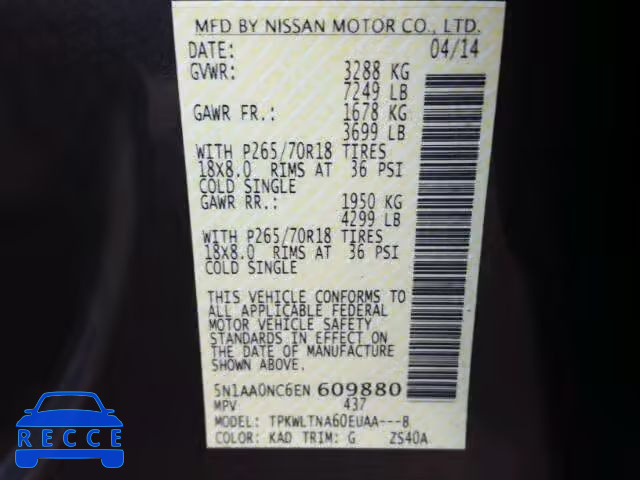 MFD BY NISSAN MOTOR CO., LTD.
DATE: 04/14
GVWR: 3288 KG
7249 LB
GAWR FR.: 1678 KG
3699 LB
WITH P265/70R18 TIRES
18X8.0 RIMS AT 36 PSI
COLD SINGLE
GAWR RR.: 1950 KG
4299 LB
WITH P265/70R18 TIRES
18X8.0 RIMS AT 36 PSI
COLD SINGLE
THIS VEHICLE CONFORMS TO
ALL APPLICABLE FEDERAL
MOTOR VEHICLE SAFETY
STANDARDS IN EFFECT ON
THE DATE OF MANUFACTURE
SHOWN ABOVE.
5N1AA0NC6EN 609880
MPV 437
MODEL: TPKWLTNA60EUAA---8
COLOR: KAD TRIM: G ZS40A
RECCE